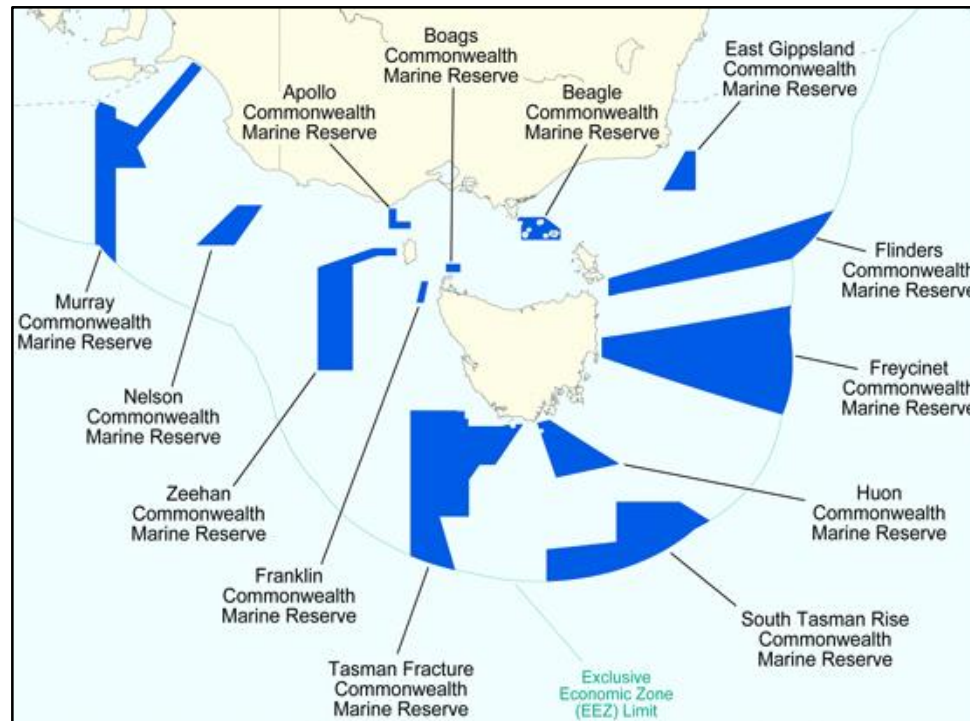 Boags
Commonwealth
Marine Reserve
East Gippsland
Commonwealth
Marine Reserve
Apollo
Commonwealth
Marine Reserve
Beagle
Commonwealth
Marine Reserve
Flinders
Commonwealth
Marine Reserve
Murray
Commonwealth
Marine Reserve
Freycinet
Commonwealth
Marine Reserve
Nelson
Commonwealth
Marine Reserve
Zeehan
Commonwealth
Marine Reserve
Huon
Commonwealth
Marine Reserve
Franklin
Commonwealth
Marine Reserve
South Tasman Rise
Commonwealth
Marine Reserve
Tasman Fracture
Commonwealth
Marine Reserve
Exclusive
Economic Zone
(EEZ) Limit